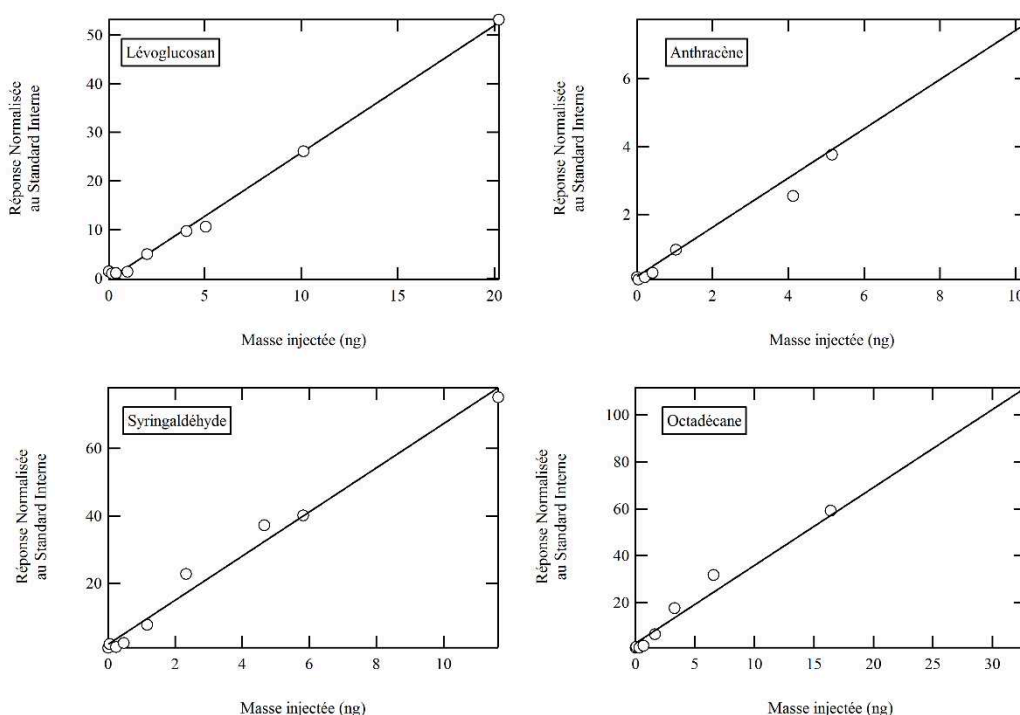 50
40
30
20
10
0
Lévoglucosan
Réponse Normalisée
au Standard Interne
0 5 10 15 20
Masse injectée (ng)
6
4
2
Anthracène
Réponse Normalisée
au Standard Interne
0 2 4 6 8 10
Masse injectée (ng)
60
40
20
Syringaldéhyde
Réponse Normalisée
au Standard Interne
0 2 4 6 8 10
Masse injectée (ng)
100
80
60
40
20
Octadécane
Réponse Normalisée
au Standard Interne
0 5 10 15 20 25 30
Masse injectée (ng)